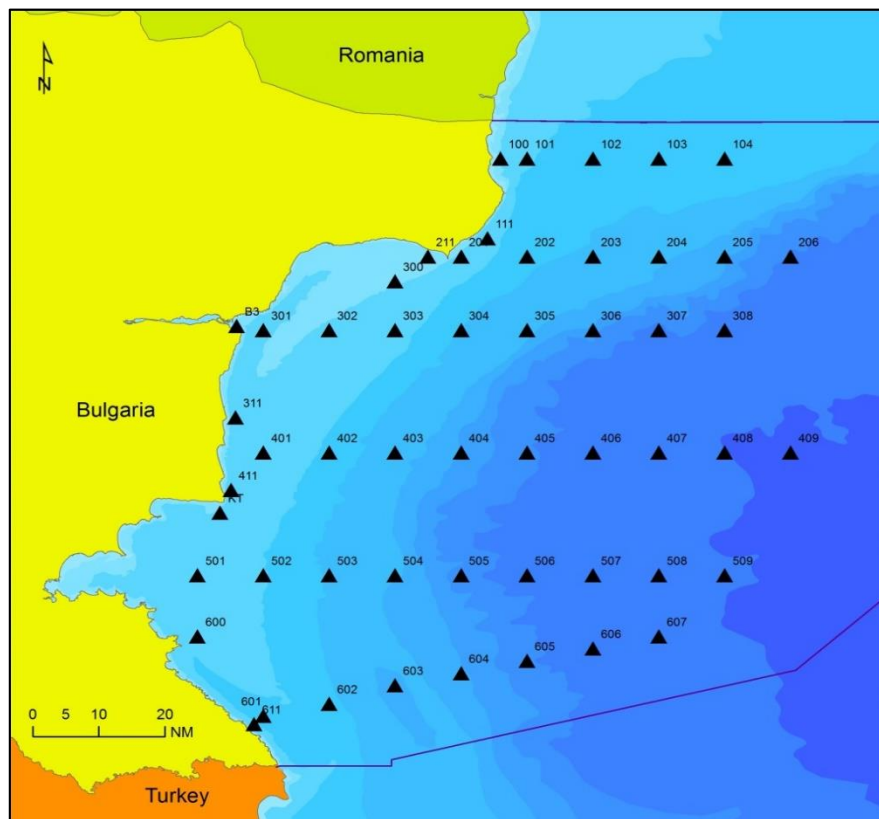 Romania
N
100 101 102 103 104
111
211 201 202 203 204 205 206
300
B3 301 302 303 304 305 306 307 308
Bulgaria
311
401 402 403 404 405 406 407 408 409
411
KT
501 502 503 504 505 506 507 508 509
600 605 606 607
601 611 602 603 604
0 5 10 20
NM
Turkey